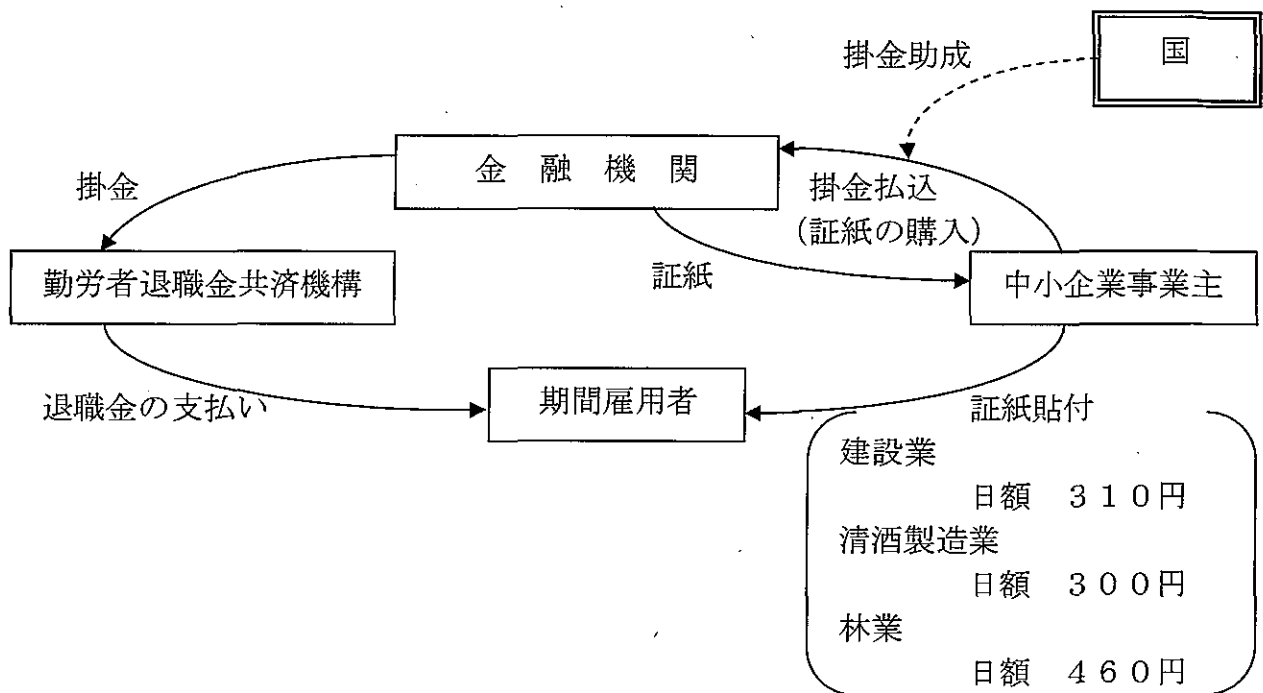 国
掛金助成
金融機関
掛金
掛金払込
(証紙の購入)
証紙
勤労者退職金共済機構
中小企業事業主
退職金の支払い
期間雇用者
証紙貼付
建設業
日額 310円
清酒製造業
日額 300円
林業
日額 460円